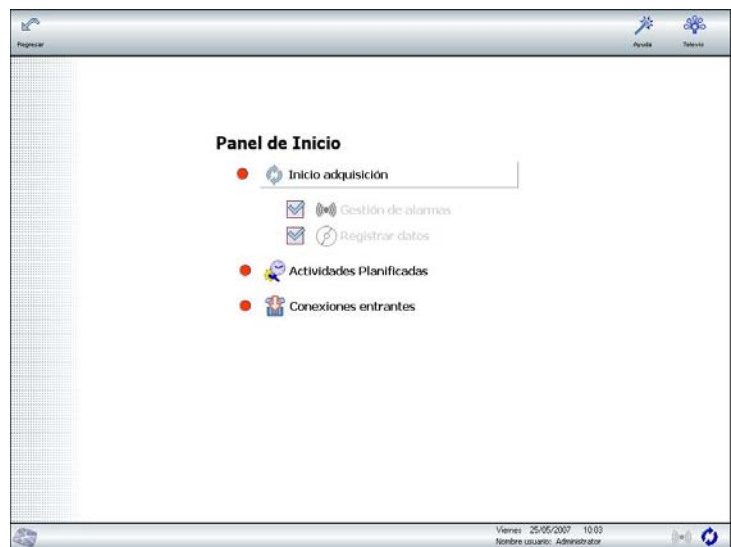 Regresar
Ayuda
Televis
Panel de Inicio
Inicio adquisición
Gestión de alarmas
Registrar datos
Actividades Planificadas
Conexiones entrantes
Viernes 25/05/2007 10:03
Nombre usuario: Administrator